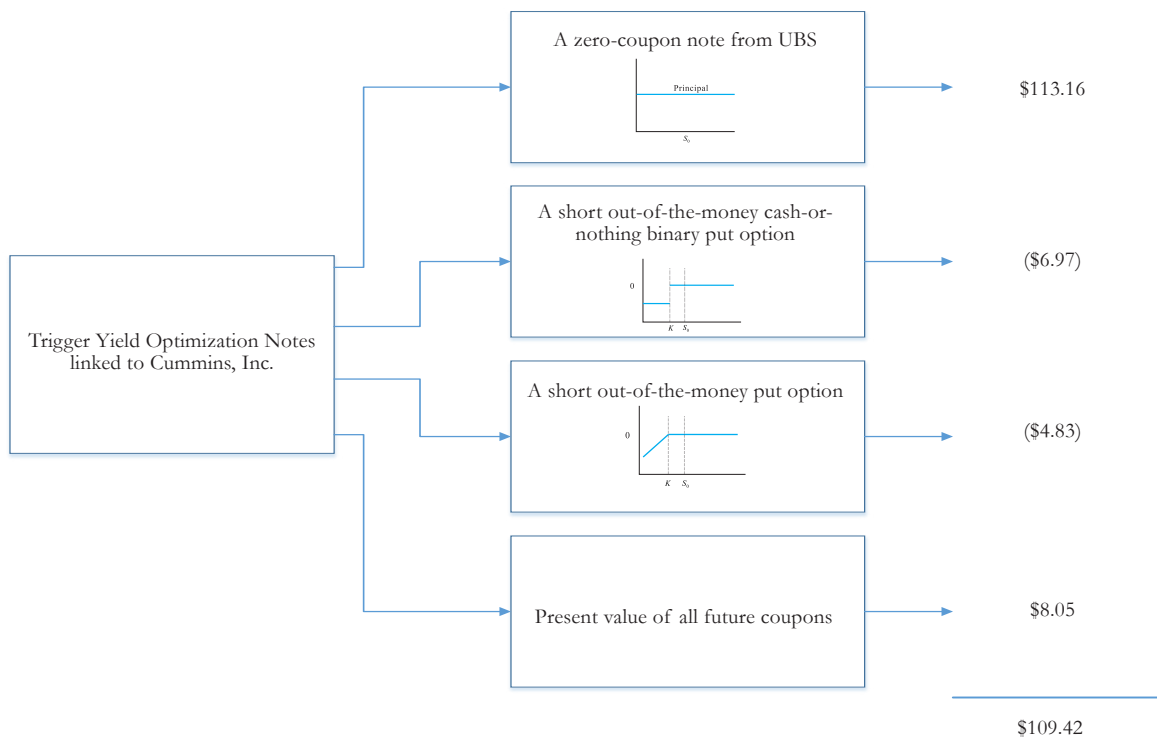 A zero-coupon note from UBS
Principal
S₀
$113.16
A short out-of-the-money cash-or-
nothing binary put option
0
K S₀
($6.97)
Trigger Yield Optimization Notes
linked to Cummins, Inc.
A short out-of-the-money put option
0
K S₀
($4.83)
Present value of all future coupons
$8.05
$109.42